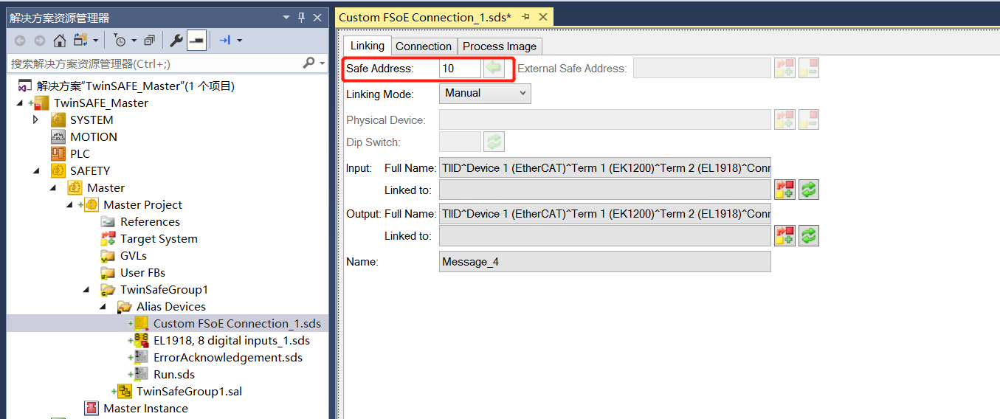 解决方案资源管理器
搜索解决方案资源管理器(Ctrl+;)
解决方案"TwinSAFE_Master"(1 个项目)
TwinSAFE_Master
SYSTEM
MOTION
PLC
SAFETY
Master
Master Project
References
Target System
GVLs
User FBs
TwinSafeGroup1
Alias Devices
Custom FSoE Connection_1.sds
EL1918, 8 digital inputs_1.sds
ErrorAcknowledgement.sds
Run.sds
TwinSafeGroup1.sal
Master Instance
Custom FSoE Connection_1.sds*
Linking Connection Process Image
Safe Address: 10 External Safe Address:
Linking Mode: Manual
Physical Device:
Dip Switch:
Input: Full Name: TIID^Device 1 (EtherCAT)^Term 1 (EK1200)^Term 2 (EL1918)^Conn
Linked to:
Output: Full Name: TIID^Device 1 (EtherCAT)^Term 1 (EK1200)^Term 2 (EL1918)^Conn
Linked to:
Name: Message_4